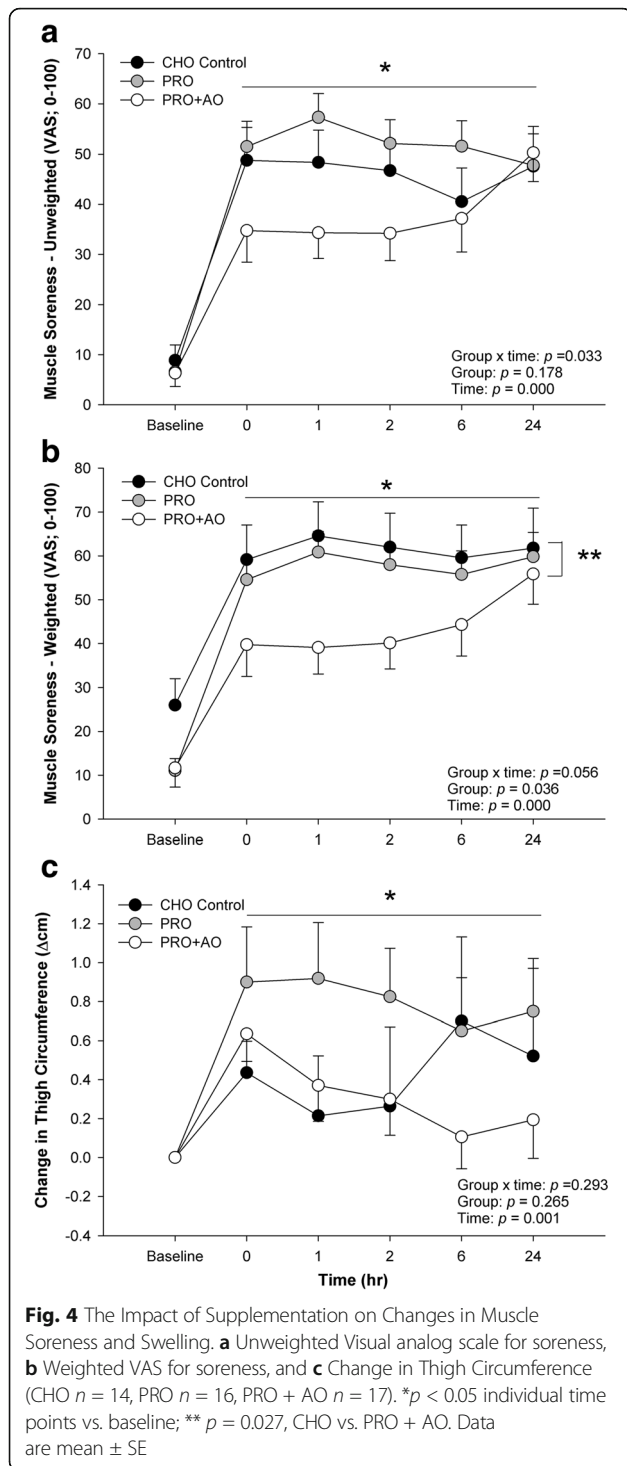 a
CHO Control
PRO
PRO+AO
*
Muscle Soreness - Unweighted (VAS; 0-100)
70
60
50
40
30
20
10
0
Group x time: p =0.033
Group: p = 0.178
Time: p = 0.000
Baseline 0 1 2 6 24
b
CHO Control
PRO
PRO+AO
*
**
Muscle Soreness - Weighted (VAS; 0-100)
80
70
60
50
40
30
20
10
0
Group x time: p =0.056
Group: p = 0.036
Time: p = 0.000
Baseline 0 1 2 6 24
c
CHO Control
PRO
PRO+AO
*
Change in Thigh Circumference (Δcm)
1.4
1.2
1.0
0.8
0.6
0.4
0.2
0.0
-0.2
-0.4
Group x time: p =0.293
Group: p = 0.265
Time: p = 0.001
Baseline 0 1 2 6 24
Time (hr)
Fig. 4 The Impact of Supplementation on Changes in Muscle
Soreness and Swelling. a Unweighted Visual analog scale for soreness,
b Weighted VAS for soreness, and c Change in Thigh Circumference
(CHO n = 14, PRO n = 16, PRO + AO n = 17). *p < 0.05 individual time
points vs. baseline; ** p = 0.027, CHO vs. PRO + AO. Data
are mean ± SE